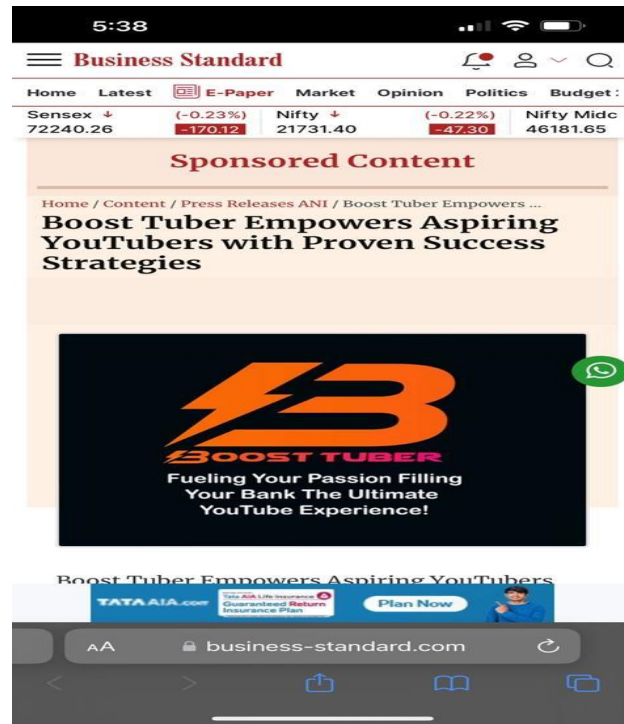 5:38
Business Standard
Home Latest E-Paper Market Opinion Politics Budget :
Sensex ↓ (-0.23%) Nifty ↓ (-0.22%) Nifty Midc
72240.26 -170.12 21731.40 -47.30 46181.65
Sponsored Content
Home / Content / Press Releases ANI / Boost Tuber Empowers ...
Boost Tuber Empowers Aspiring
YouTubers with Proven Success
Strategies
B
BOOST TUBER
Fueling Your Passion Filling
Your Bank The Ultimate
YouTube Experience!
Boost Tuber Empowers Aspiring YouTubers
TATA AIA.com
Tata AIA Life Insurance
Guaranteed Return
Insurance Plan
Plan Now
AA business-standard.com